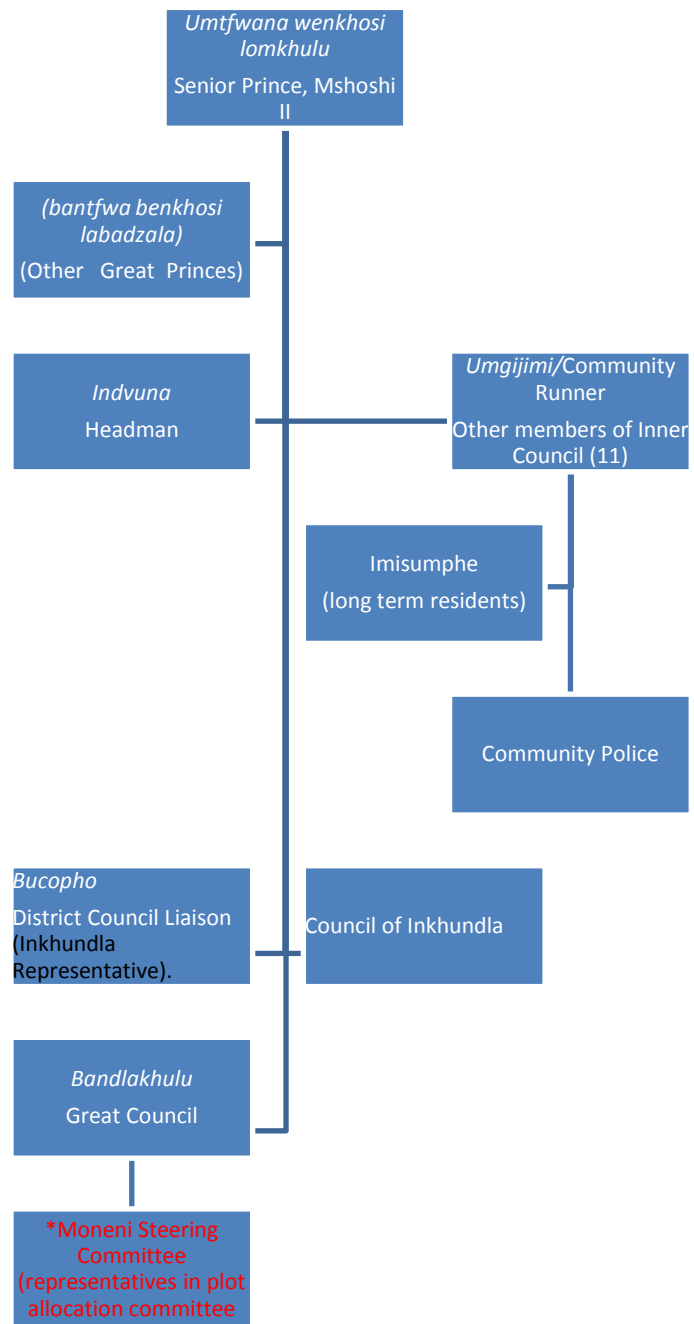 Umtfwana wenkhosi
lomkhulu
Senior Prince, Mshoshi
II
(bantfwa benkhosi
labadzala)
(Other Great Princes)
Indvuna
Headman
Umgijimi/Community
Runner
Other members of Inner
Council (11)
Imisumphe
(long term residents)
Community Police
Bucopho
District Council Liaison
(Inkhundla
Representative).
Council of Inkhundla
Bandlakhulu
Great Council
*Moneni Steering
Committee
(representatives in plot
allocation committee